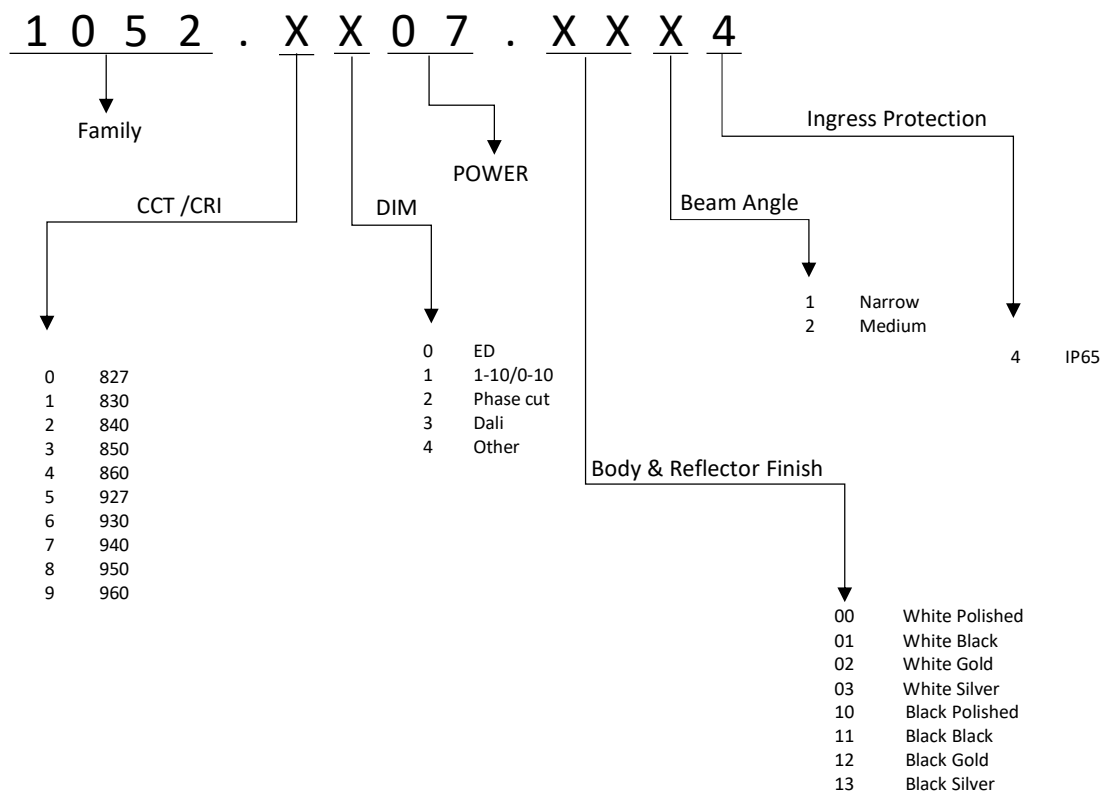 1 0 5 2 . X X 0 7 . X X X 4
Family
POWER
Ingress Protection
CCT /CRI
DIM
Beam Angle
1 Narrow
2 Medium
4 IP65
0 ED
1 1-10/0-10
2 Phase cut
3 Dali
4 Other
0 827
1 830
2 840
3 850
4 860
5 927
6 930
7 940
8 950
9 960
Body & Reflector Finish
00 White Polished
01 White Black
02 White Gold
03 White Silver
10 Black Polished
11 Black Black
12 Black Gold
13 Black Silver